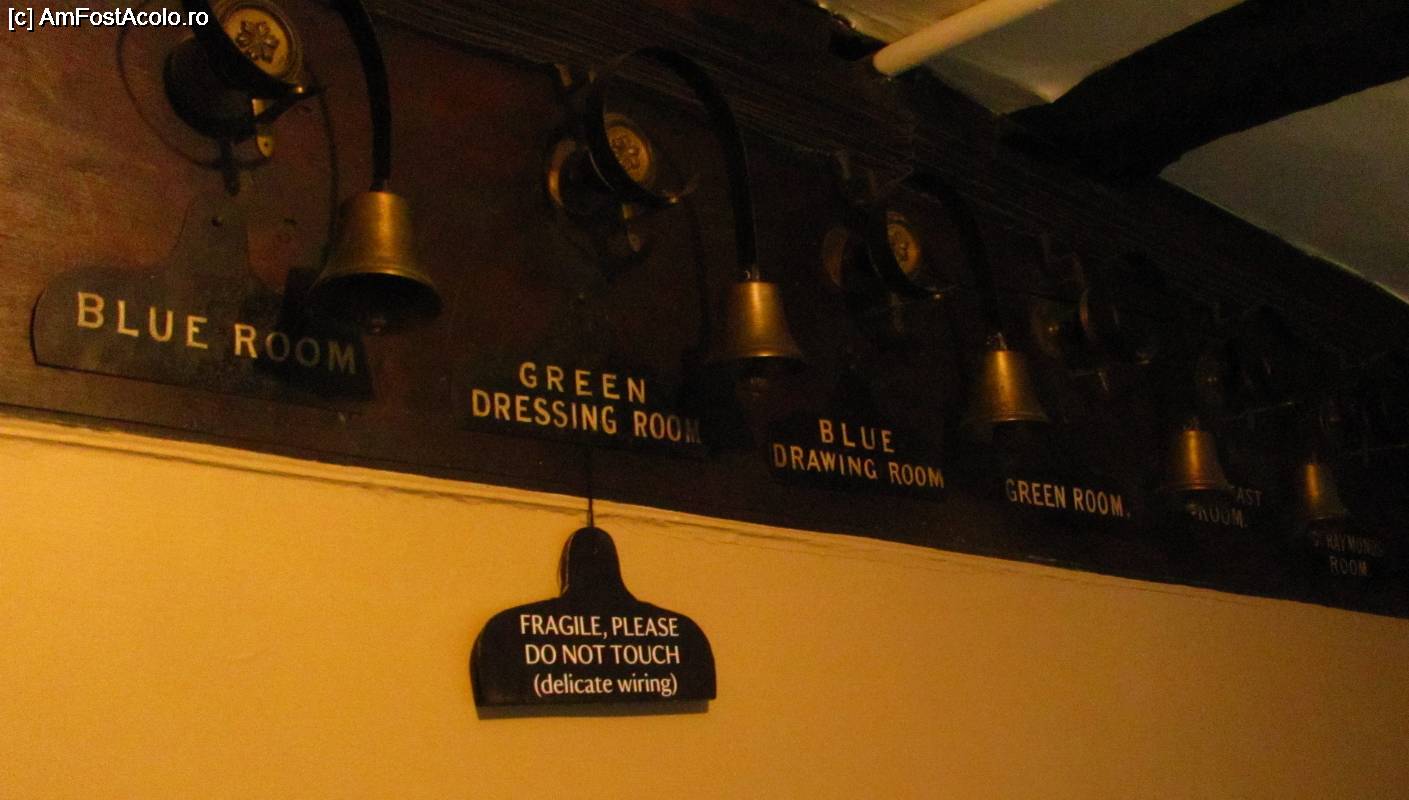 [c] AmFostAcolo.ro
BLUE ROOM
GREEN
DRESSING ROOM
BLUE
DRAWING ROOM
GREEN ROOM.
ROOM.
RAYMONDS
ROOM.
FRAGILE, PLEASE
DO NOT TOUCH
(delicate wiring)